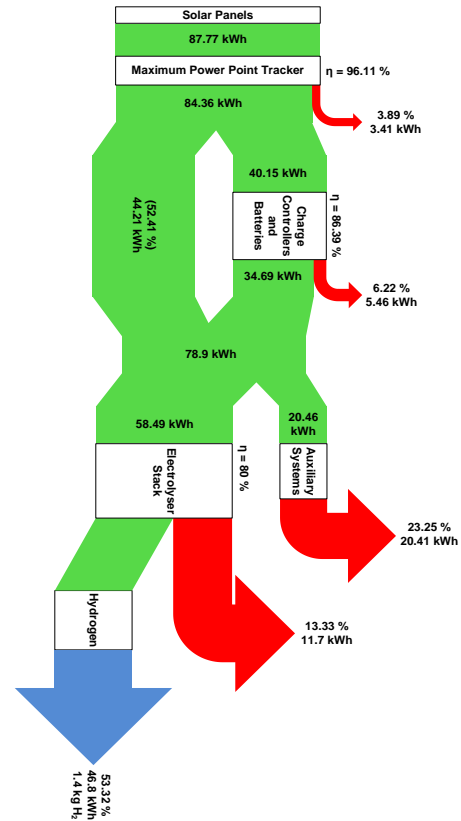 Solar Panels
87.77 kWh
Maximum Power Point Tracker
η = 96.11 %
84.36 kWh
3.89 %
3.41 kWh
40.15 kWh
(52.41 %)
44.21 kWh
Charge
Controllers
and
Batteries
η = 86.39 %
34.69 kWh
6.22 %
5.46 kWh
78.9 kWh
58.49 kWh
20.46
kWh
Electrolyser
Stack
η = 80 %
Auxiliary
Systems
23.25 %
20.41 kWh
Hydrogen
13.33 %
11.7 kWh
53.32 %
46.8 kWh
1.4 kg H₂